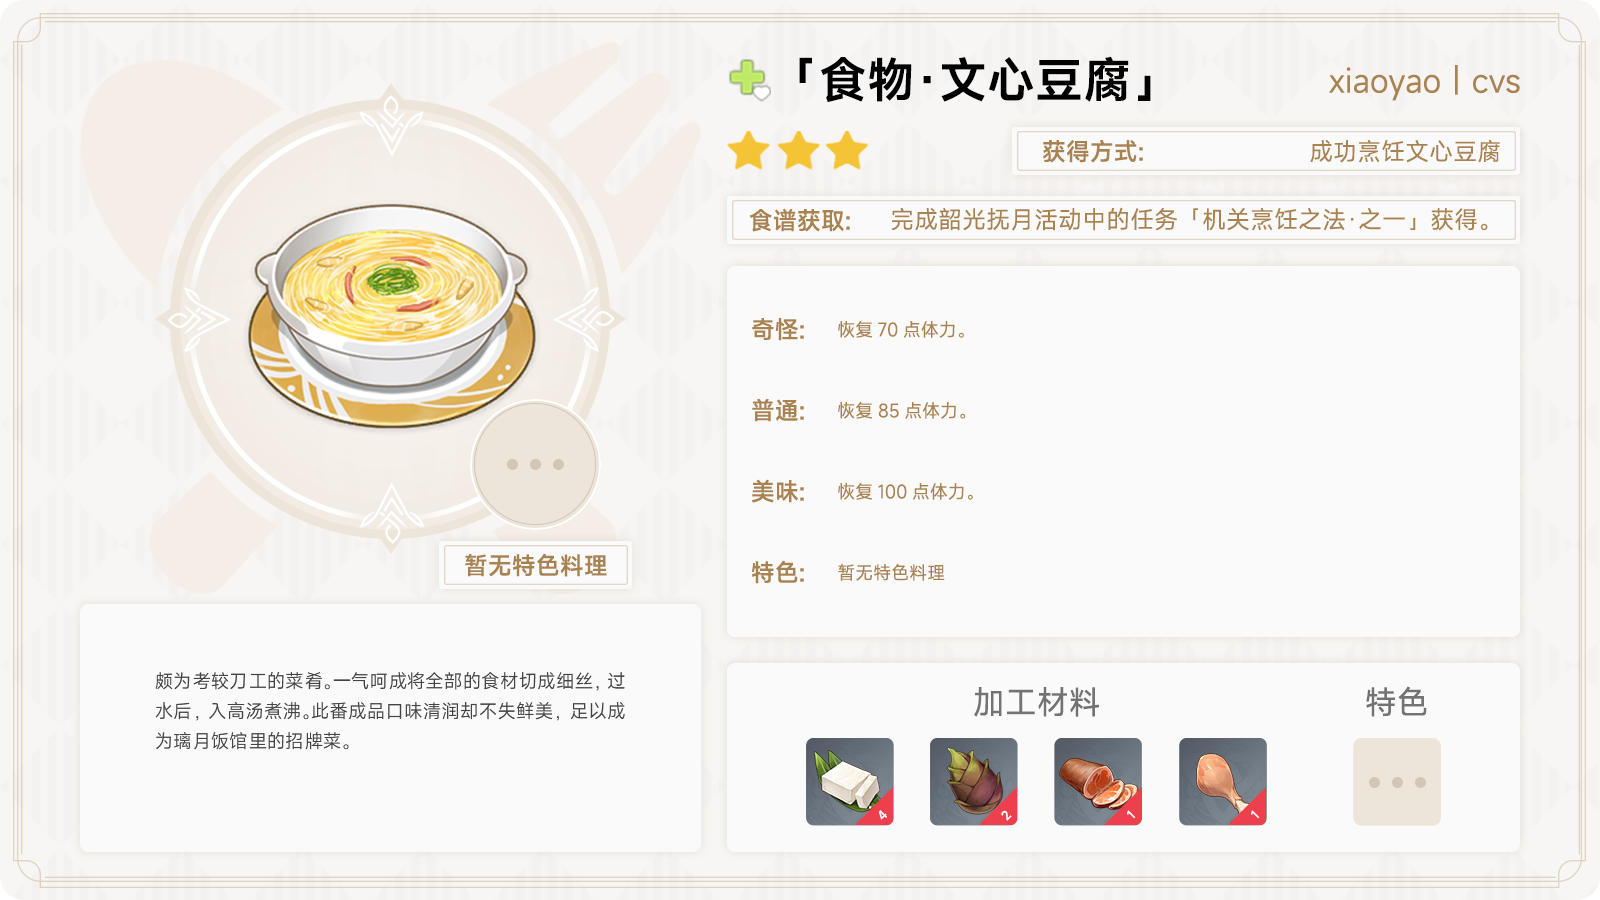 「食物·文心豆腐」
xiaoyao | cvs
获得方式: 成功烹饪文心豆腐
食谱获取: 完成韶光抚月活动中的任务「机关烹饪之法·之一」获得。
奇怪: 恢复 70 点体力。
普通: 恢复 85 点体力。
美味: 恢复 100 点体力。
特色: 暂无特色料理
暂无特色料理
颇为考较刀工的菜肴。一气呵成将全部的食材切成细丝，过
水后，入高汤煮沸。此番成品口味清润却不失鲜美，足以成
为璃月饭馆里的招牌菜。
加工材料
特色
4
2
1
1